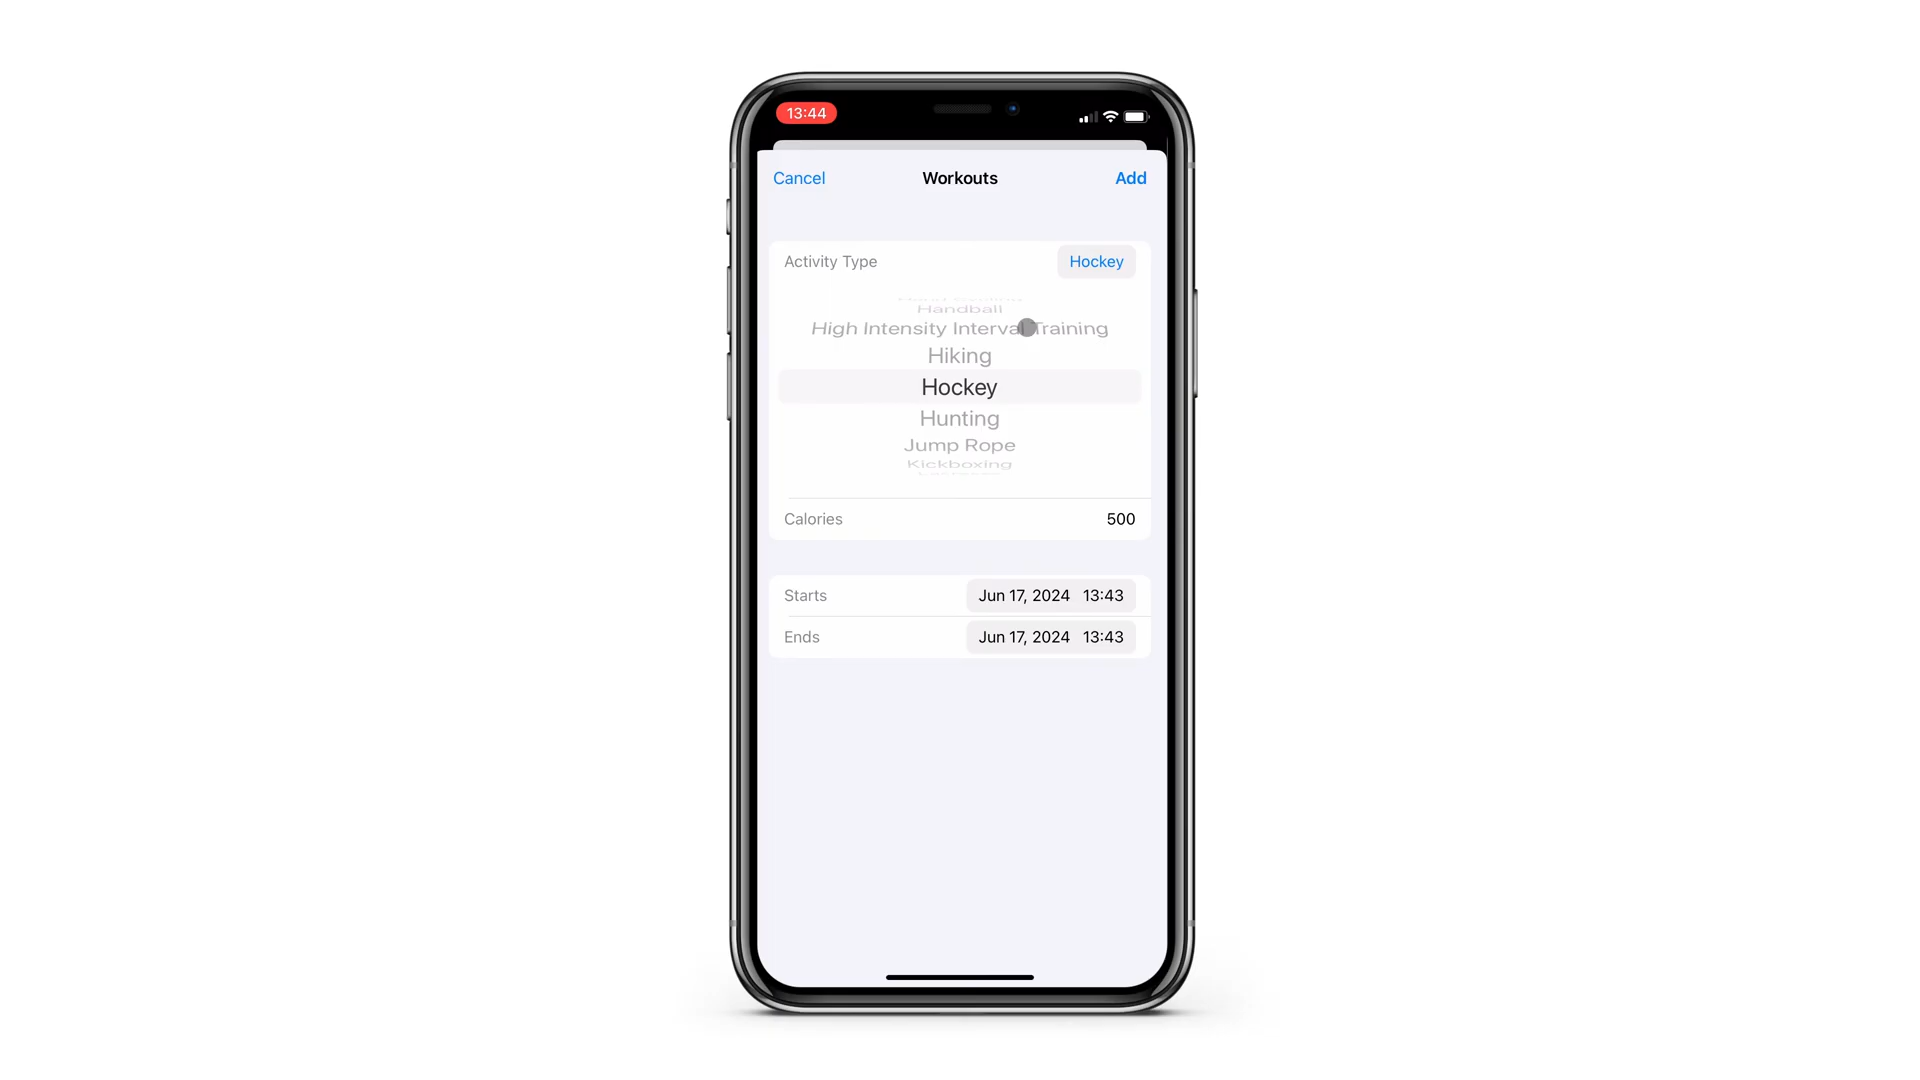 13:44
Cancel Workouts Add
Activity Type Hockey
Handball
High Intensity Interval Training
Hiking
Hockey
Hunting
Jump Rope
Kickboxing
Calories 500
Starts Jun 17, 2024 13:43
Ends Jun 17, 2024 13:43